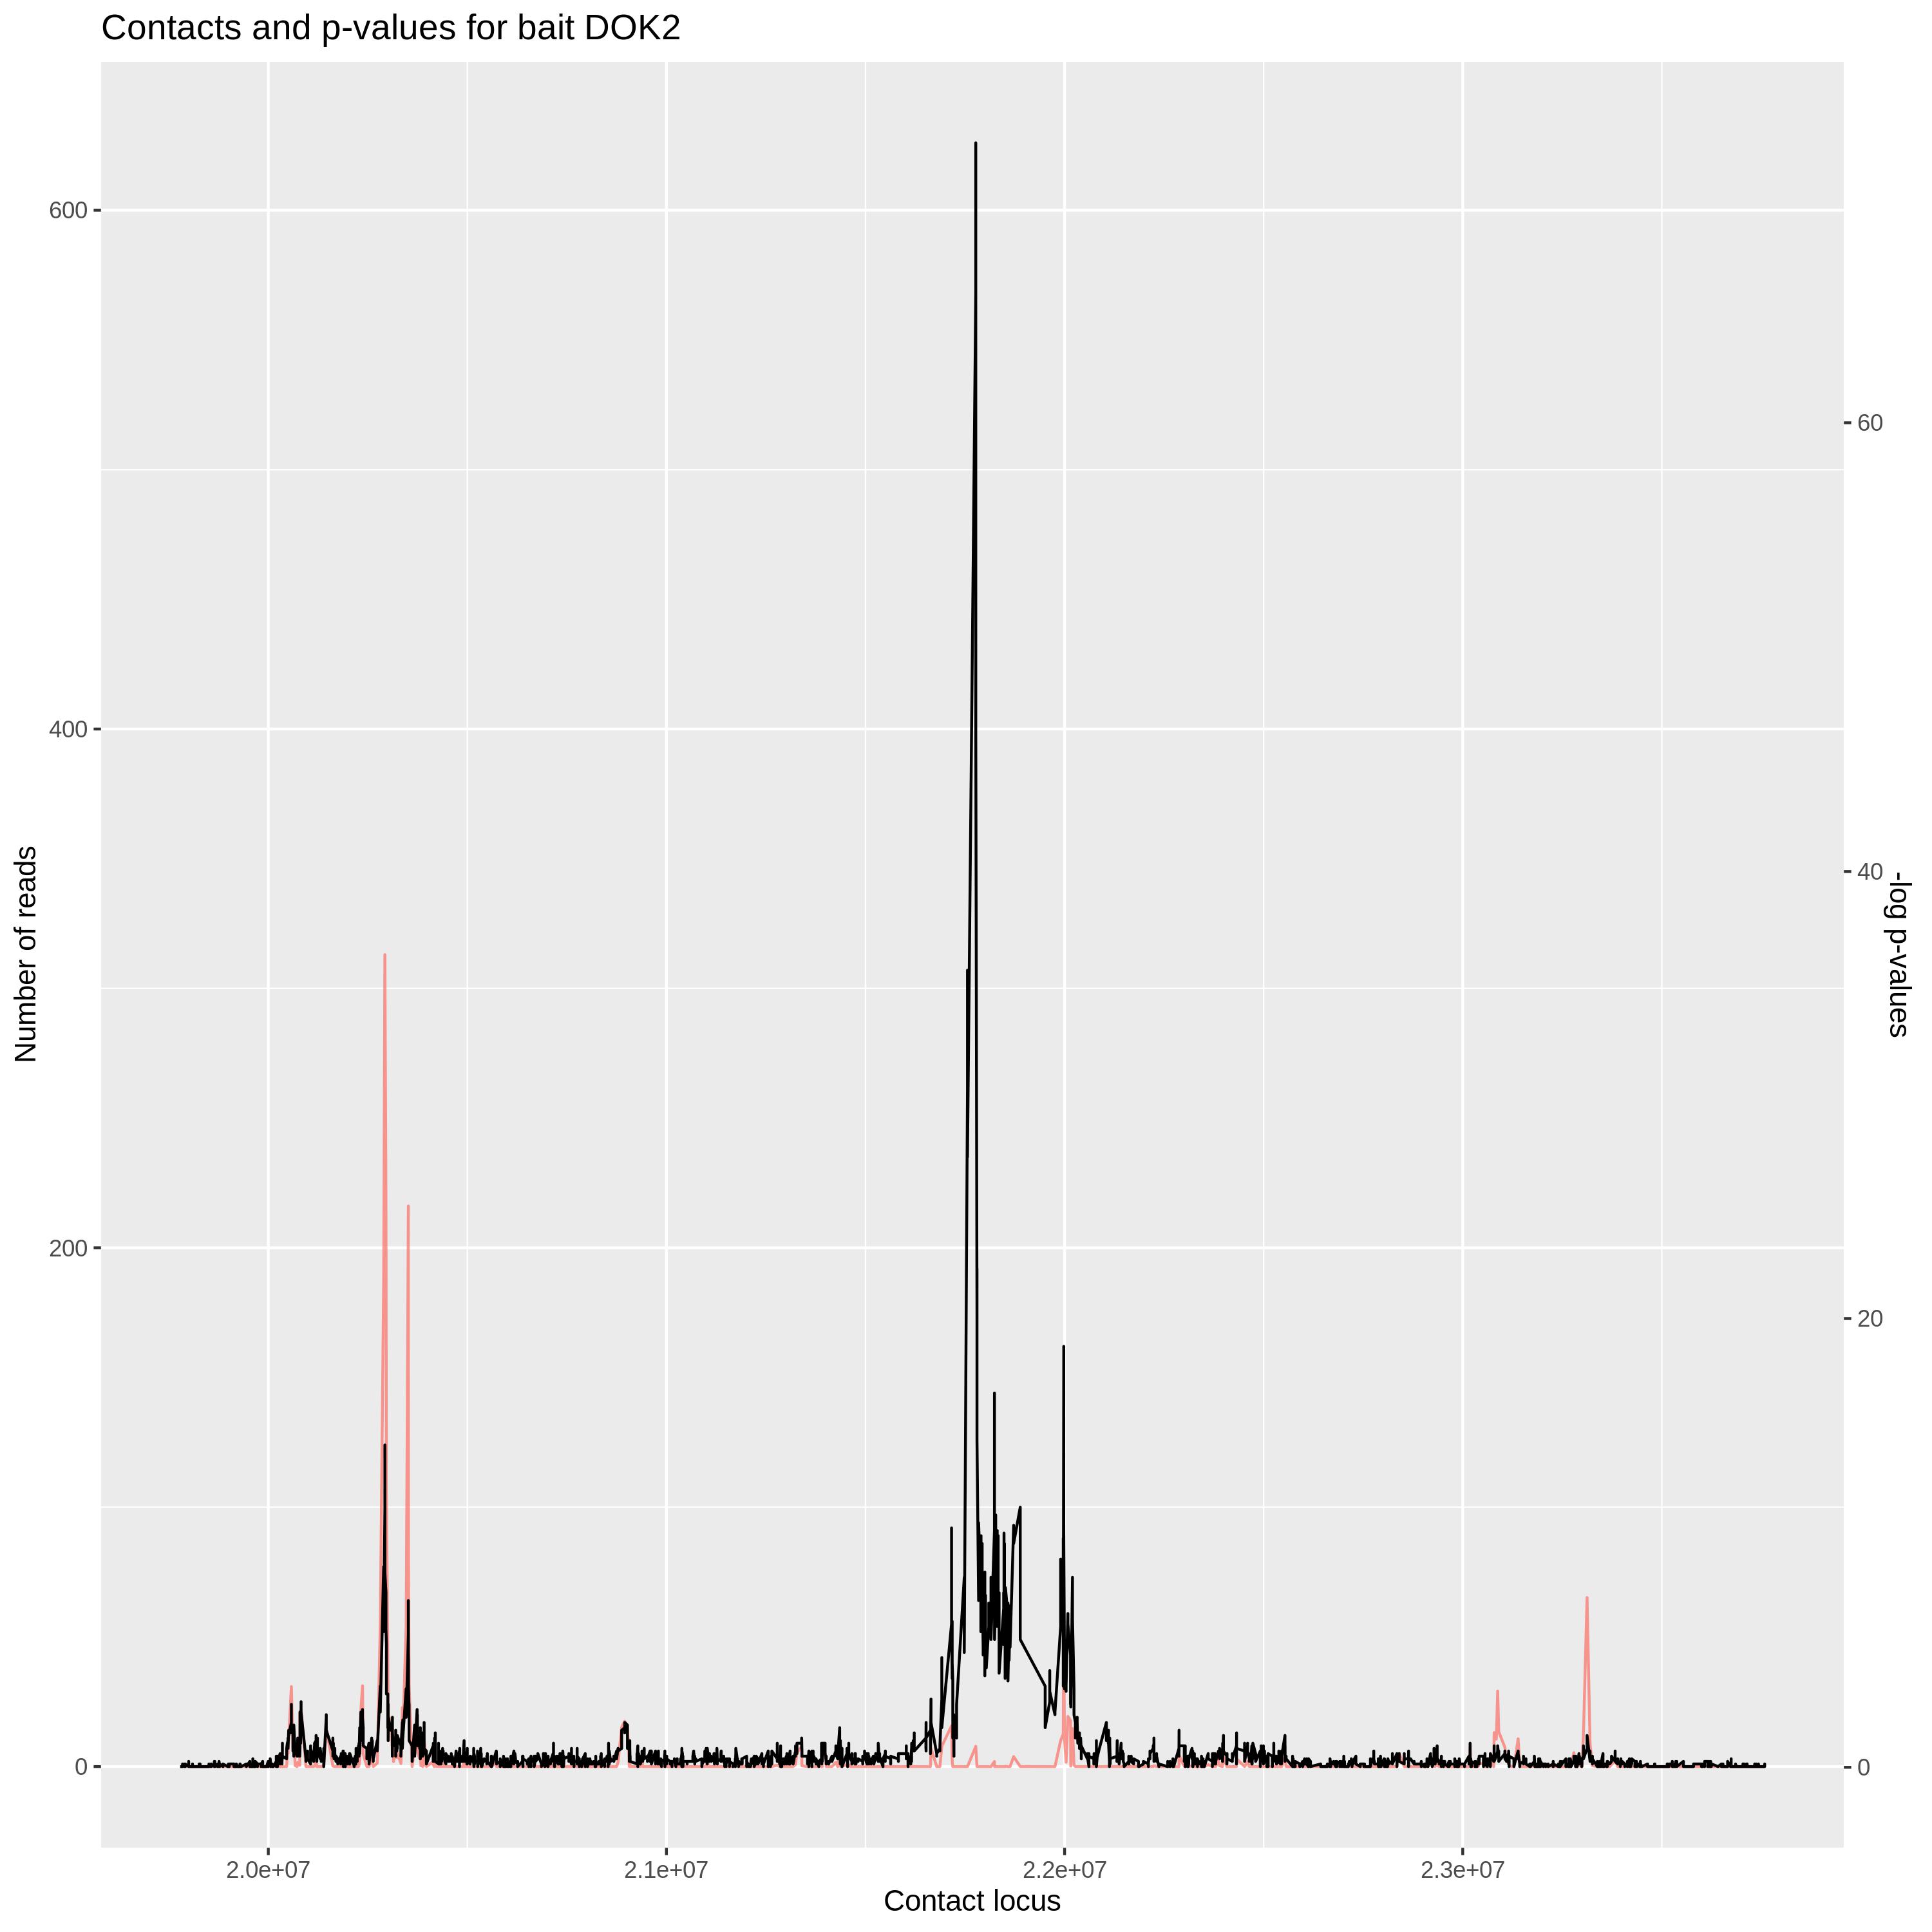 Contacts and p-values for bait DOK2
600
400
200
0
Number of reads
60
40
20
0
-log p-values
2.0e+07
2.1e+07
2.2e+07
2.3e+07
Contact locus